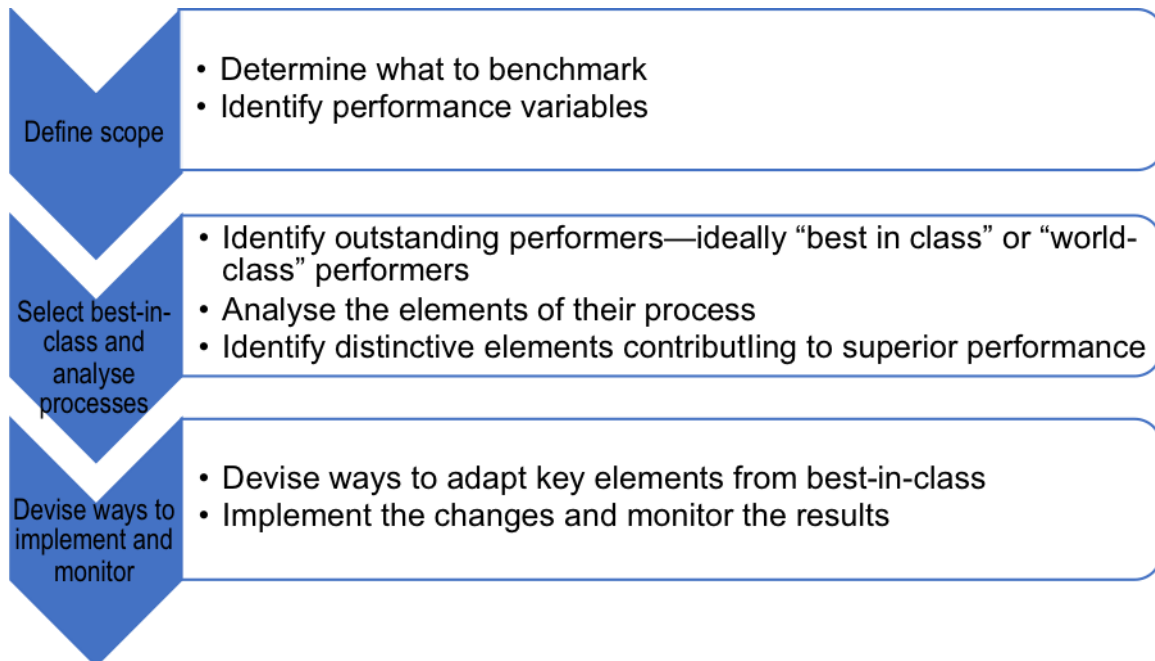 Define scope
• Determine what to benchmark
• Identify performance variables
Select best-in-
class and
analyse
processes
• Identify outstanding performers—ideally “best in class” or “world-
class” performers
• Analyse the elements of their process
• Identify distinctive elements contributIing to superior performance
Devise ways to
implement and
monitor
• Devise ways to adapt key elements from best-in-class
• Implement the changes and monitor the results